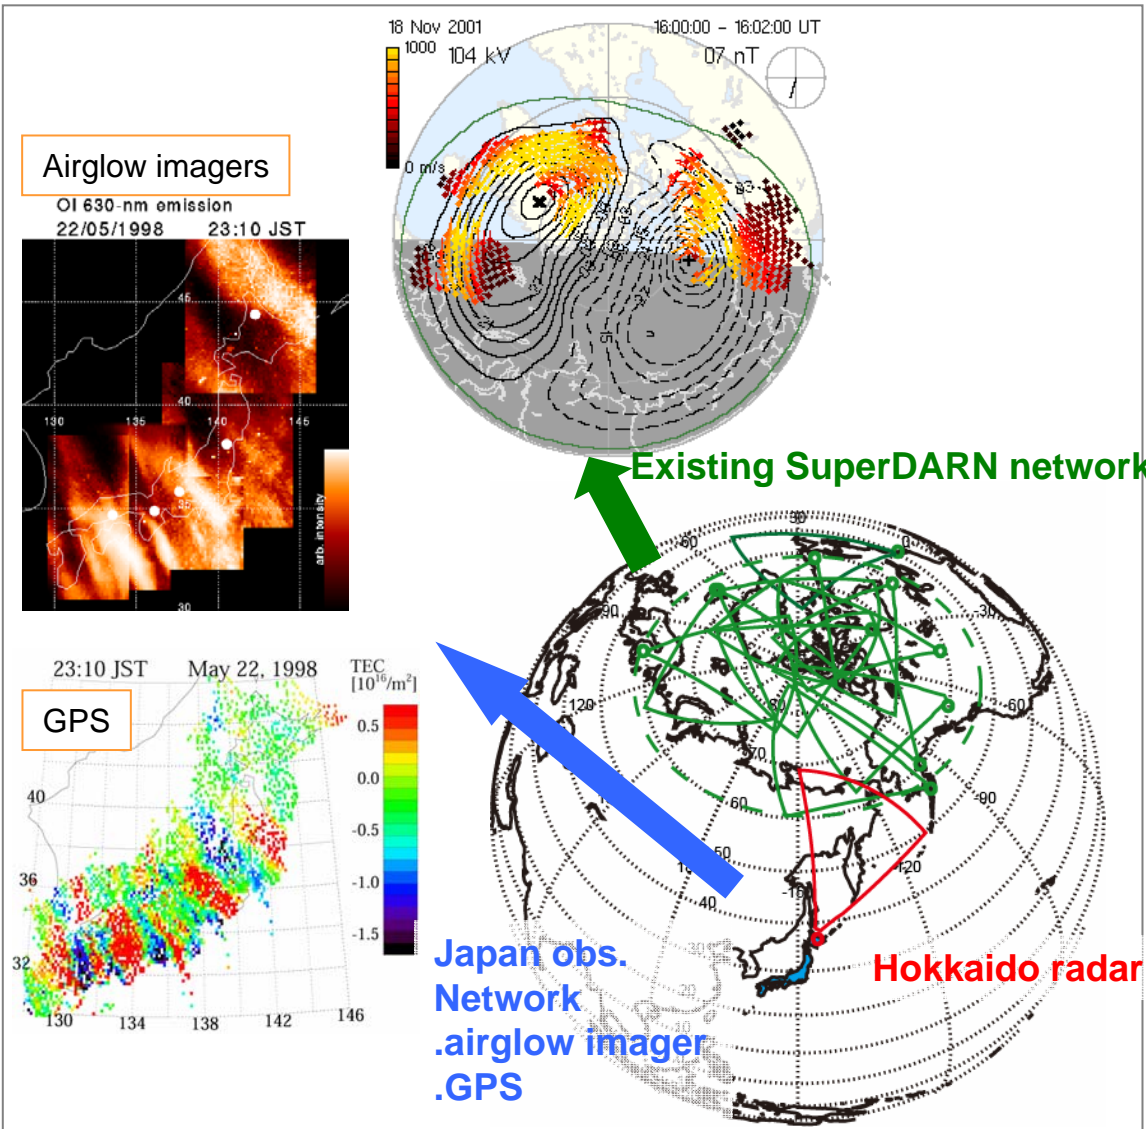 18 Nov 2001
16:00:00 - 16:02:00 UT
1000
104 kV
07 nT
0 m/s
Airglow imagers
OI 630-nm emission
22/05/1998 23:10 JST
45
40
130
135
140
145
35
30
arb. intensity
Existing SuperDARN network
23:10 JST May 22, 1998
TEC
[10¹⁶/m²]
GPS
0.5
0.0
-0.5
-1.0
-1.5
40
36
32
130
134
138
142
146
30
60
0
90
-30
120
-60
80
70
-90
60
50
-120
40
Japan obs.
Network
.airglow imager
.GPS
Hokkaido radar